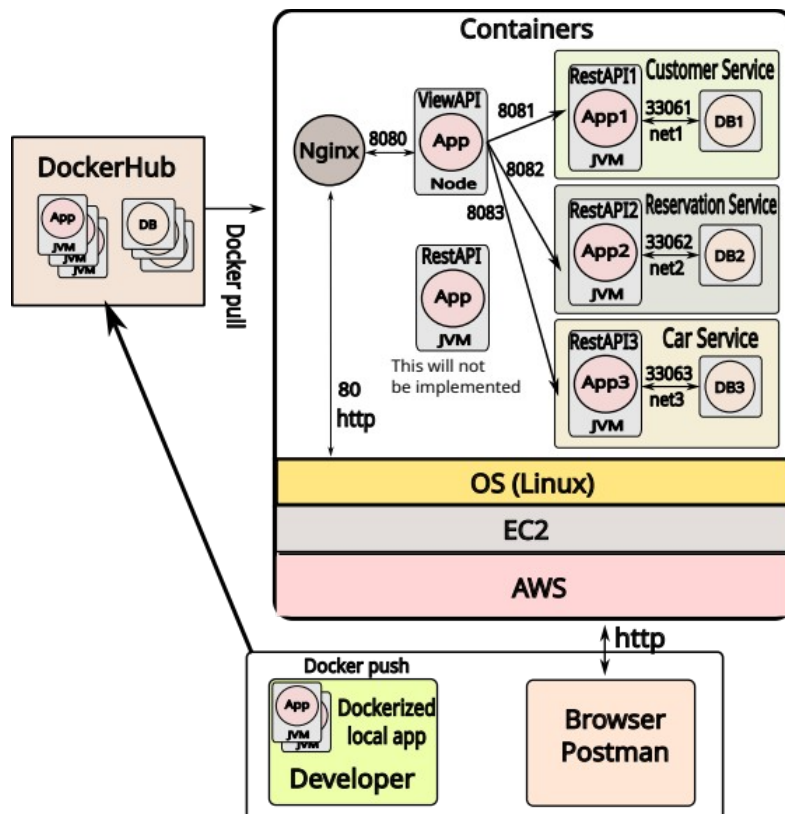 Containers
RestAPI1
Customer Service
ViewAPI
8081
App1
33061
net1
DB1
JVM
Nginx
8080
App
Node
8082
8083
DockerHub
App
JVM
JVM
JVM
DB
Docker pull
RestAPI2
Reservation Service
App2
33062
net2
DB2
JVM
RestAPI
App
JVM
This will not
be implemented
RestAPI3
Car Service
App3
33063
net3
DB3
JVM
80
http
OS (Linux)
EC2
AWS
http
Docker push
App
JVM
JVM
Dockerized
local app
Developer
Browser
Postman